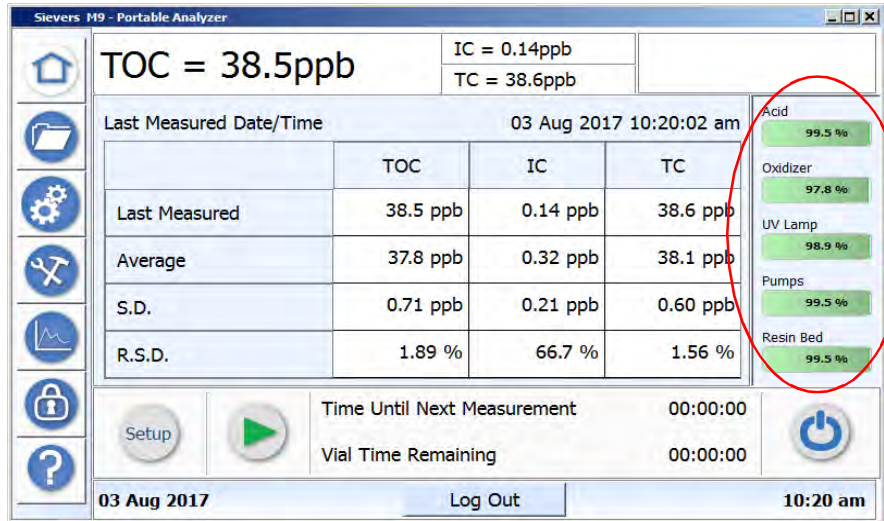 Sievers M9 - Portable Analyzer
TOC = 38.5ppb
IC = 0.14ppb
TC = 38.6ppb
Last Measured Date/Time 03 Aug 2017 10:20:02 am
TOC IC TC
Last Measured 38.5 ppb 0.14 ppb 38.6 ppb
Average 37.8 ppb 0.32 ppb 38.1 ppb
S.D. 0.71 ppb 0.21 ppb 0.60 ppb
R.S.D. 1.89 % 66.7 % 1.56 %
Acid
99.5 %
Oxidizer
97.8 %
UV Lamp
98.9 %
Pumps
99.5 %
Resin Bed
99.5 %
Setup
Time Until Next Measurement 00:00:00
Vial Time Remaining 00:00:00
03 Aug 2017 Log Out 10:20 am